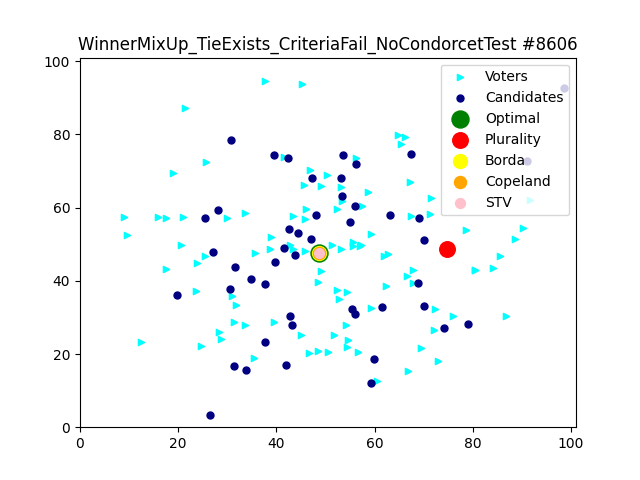 WinnerMixUp_TieExists_CriteriaFail_NoCondorcetTest #8606
100
80
60
40
20
0
0 20 40 60 80 100
Voters
Candidates
Optimal
Plurality
Borda
Copeland
STV